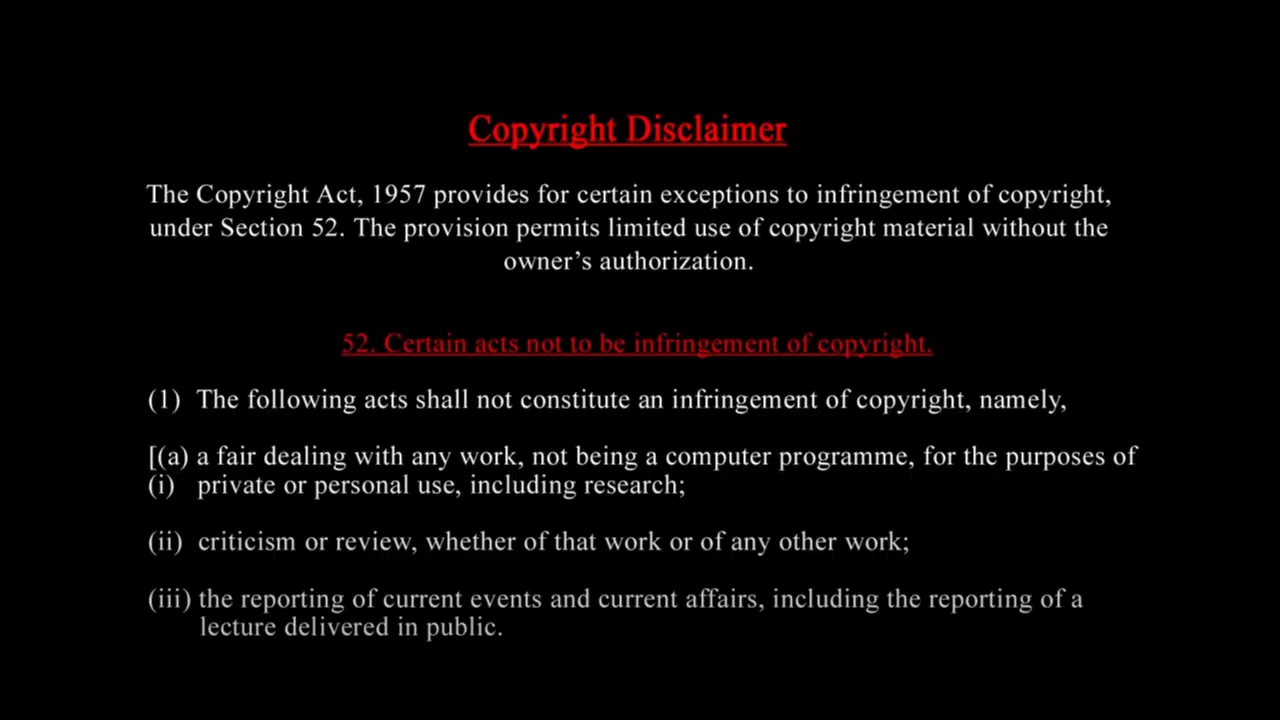 Copyright Disclaimer
The Copyright Act, 1957 provides for certain exceptions to infringement of copyright,
under Section 52. The provision permits limited use of copyright material without the
owner’s authorization.
52. Certain acts not to be infringement of copyright.
(1) The following acts shall not constitute an infringement of copyright, namely,
[(a) a fair dealing with any work, not being a computer programme, for the purposes of
(i) private or personal use, including research;
(ii) criticism or review, whether of that work or of any other work;
(iii) the reporting of current events and current affairs, including the reporting of a
lecture delivered in public.